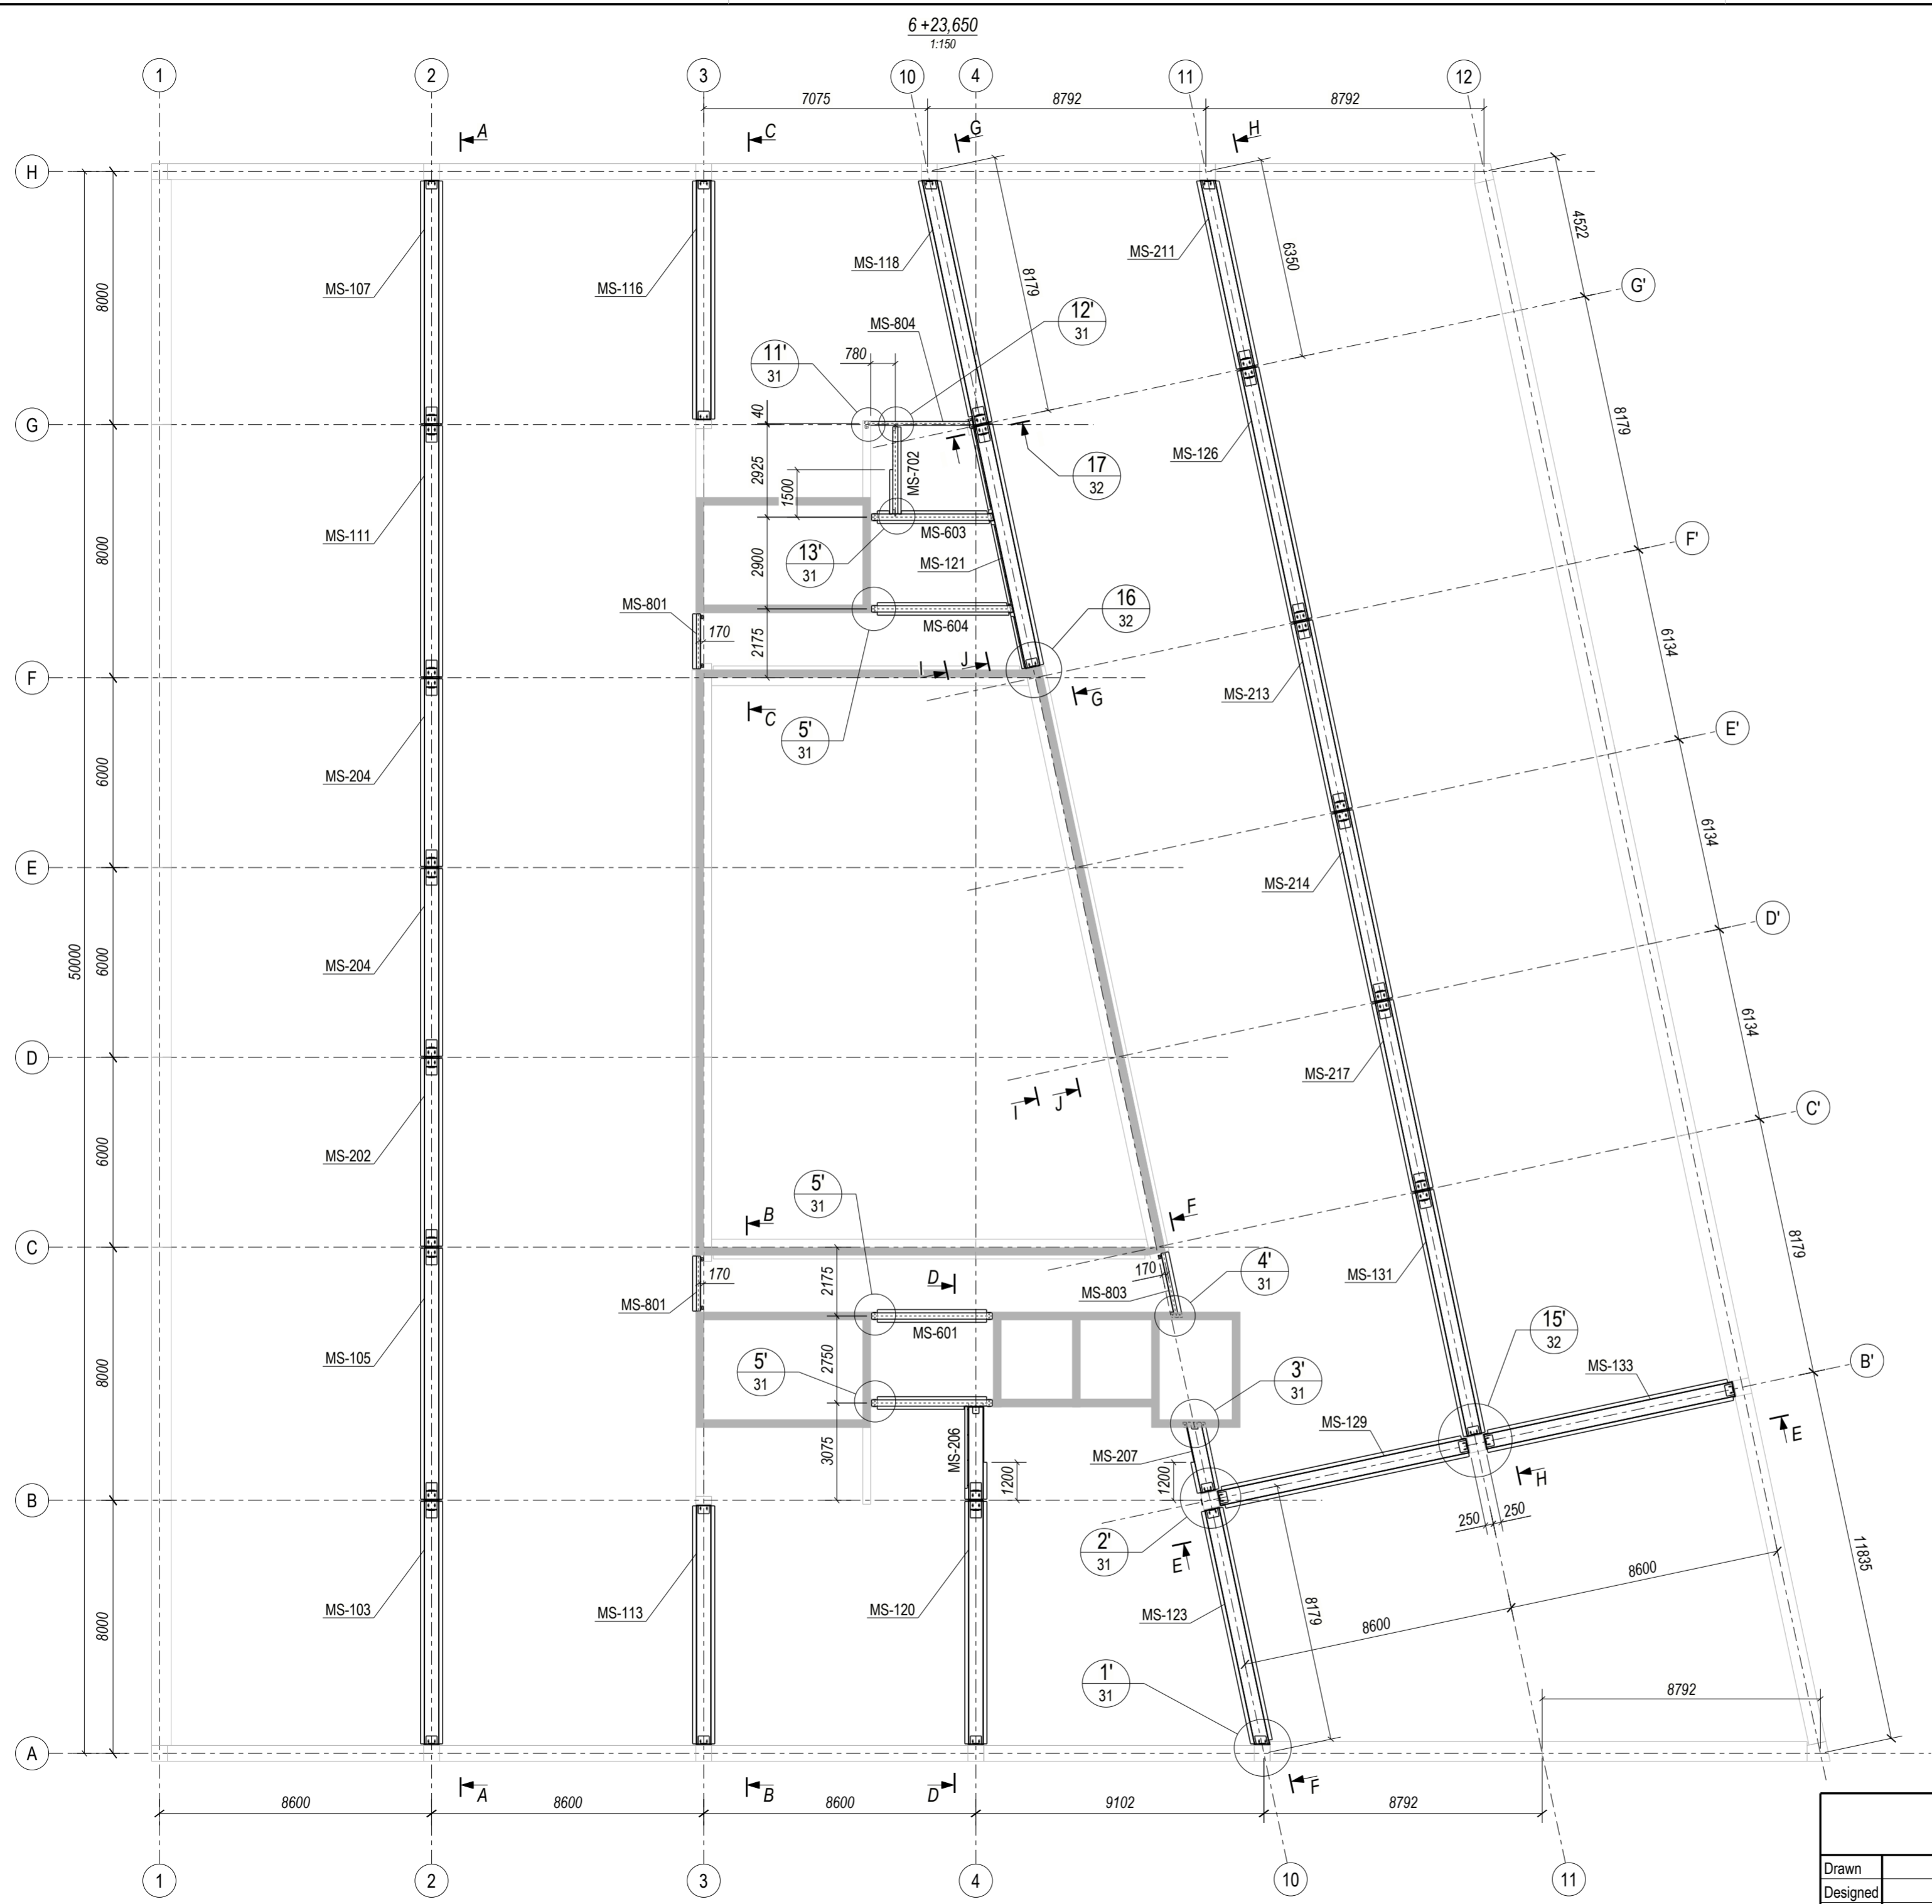 6 +23,650
1:150
1
2
3
10
4
11
12
7075
8792
8792
A
C
G
H
H
4522
MS-107
MS-116
MS-118
MS-211
6350
8179
G'
8000
MS-804
12'
31
11'
31
780
G
40
8179
MS-126
17
32
2925
1500
MS-702
MS-111
MS-603
F'
8000
13'
31
2900
MS-121
MS-801
170
MS-604
16
32
2175
6134
F
I
J
G
MS-213
C
5'
31
E'
MS-204
6000
6134
E
MS-214
D'
50000
6000
MS-204
6134
D
MS-217
I
J
C'
6000
MS-202
5'
31
B
F
C
8179
170
2175
D
170
MS-803
4'
31
MS-131
MS-801
MS-601
15'
32
MS-105
8000
5'
31
2750
3'
31
MS-133
B'
MS-129
3075
MS-206
1200
MS-207
1200
E
H
B
250
250
2'
31
E
11835
8600
MS-103
MS-113
MS-120
MS-123
8179
8600
8000
1'
31
8792
A
A
B
D
F
8600
8600
8600
9102
8792
1
2
3
4
10
11
Drawn
Designed